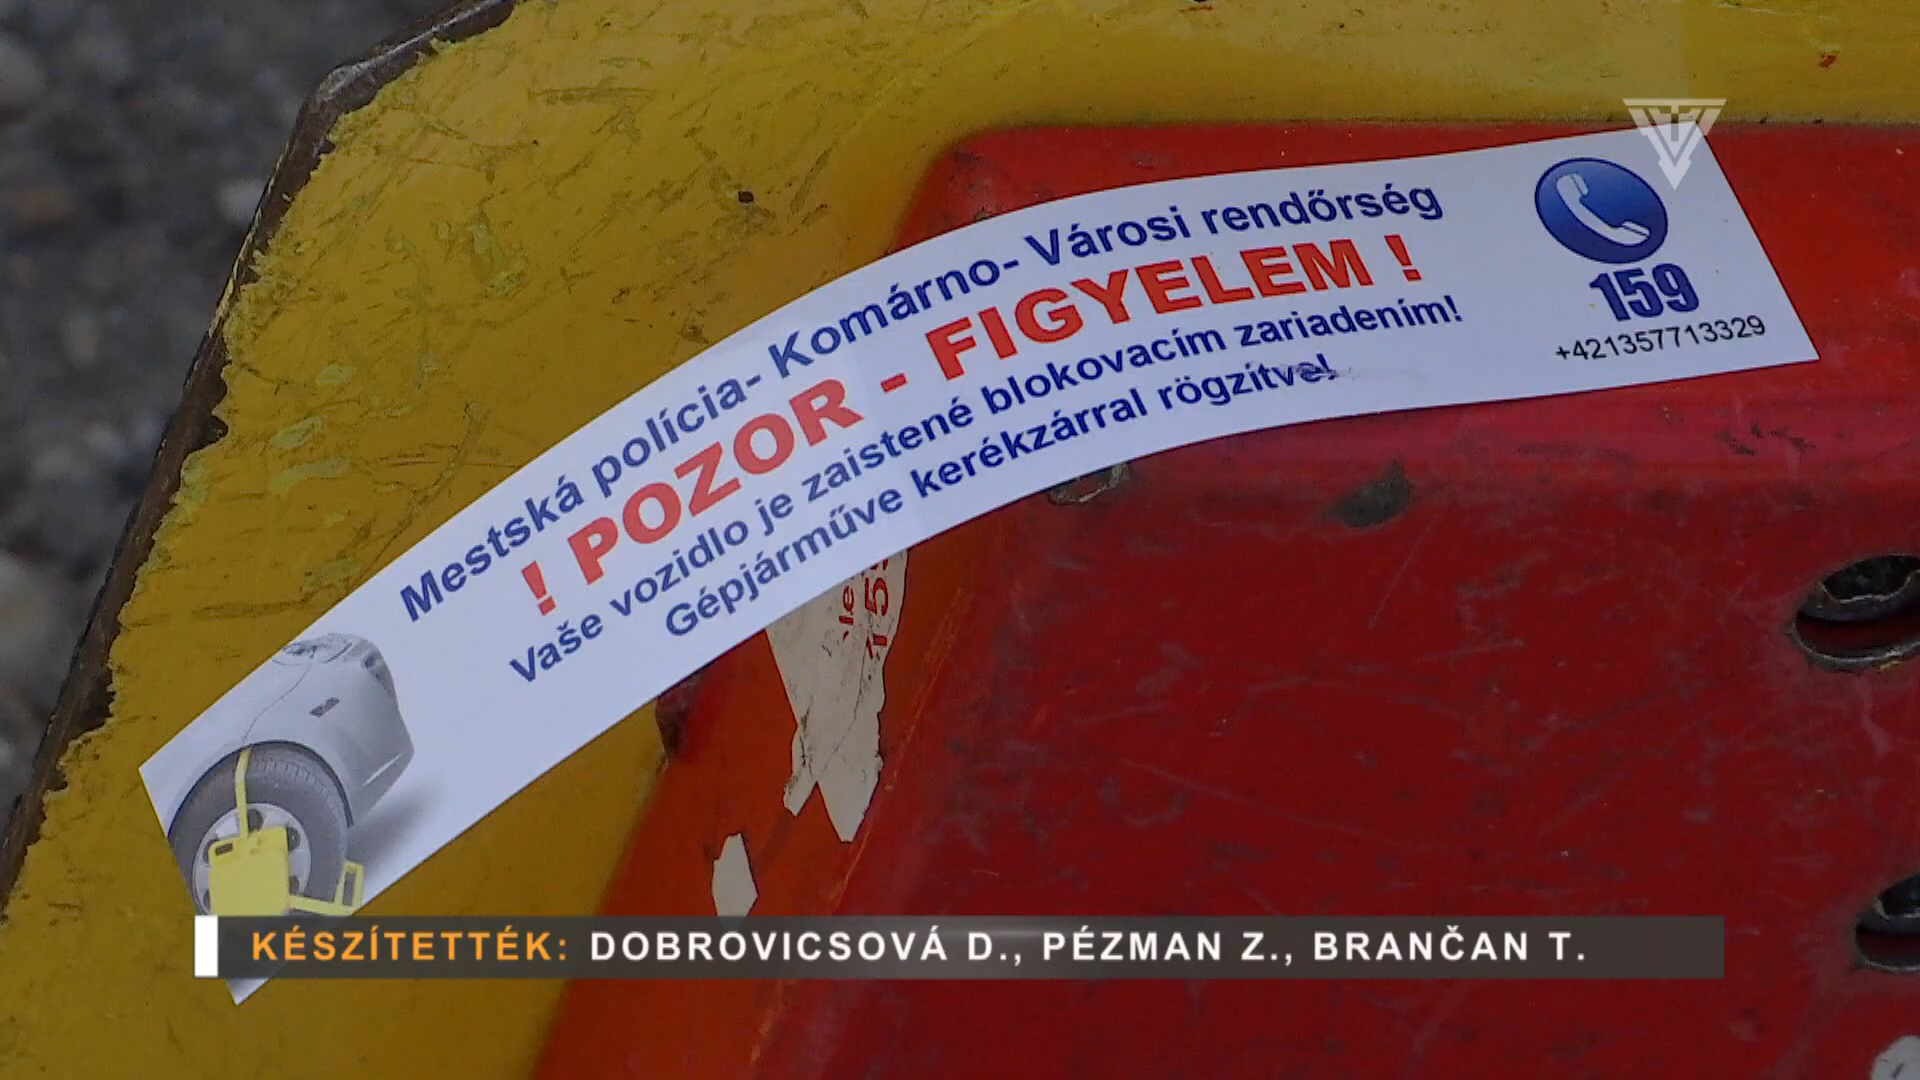 Mestská polícia- Komárno- Városi rendőrség
! POZOR - FIGYELEM !
Vaše vozidlo je zaistené blokovacím zariadením!
Gépjárműve kerékzárral rögzítve!
159
+421357713329
KÉSZÍTETTÉK: DOBROVICSOVÁ D., PÉZMAN Z., BRANČAN T.